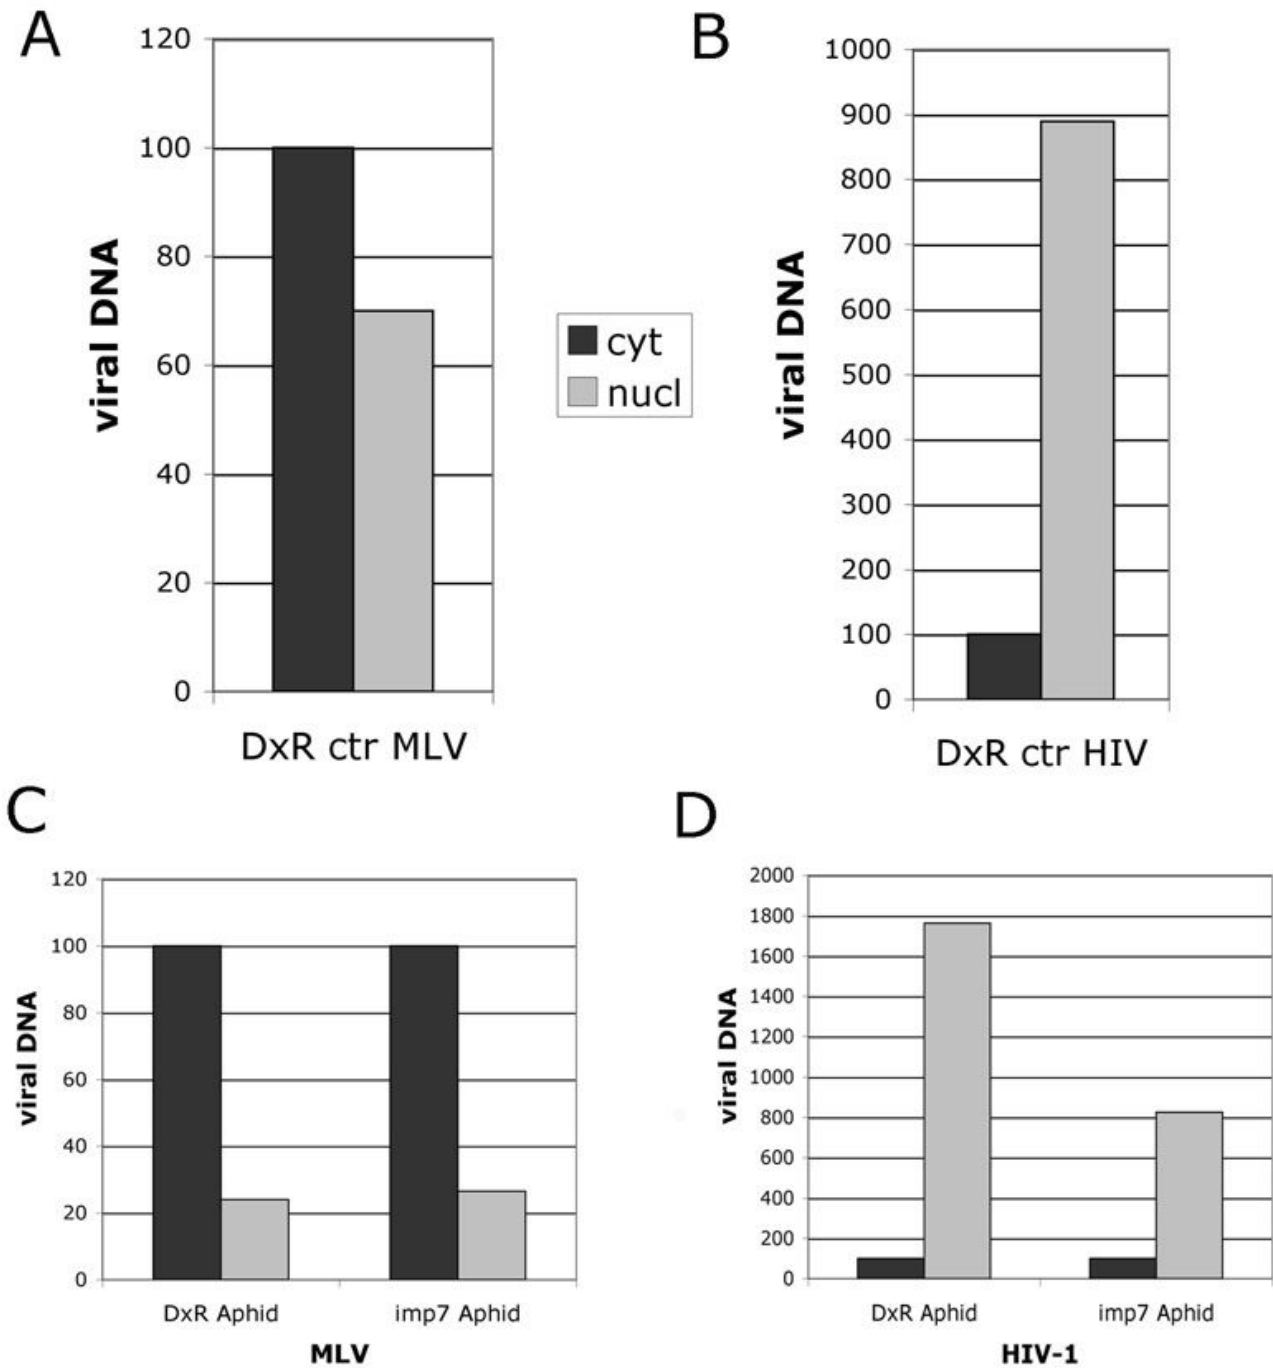 A
120
100
80
60
40
20
0
viral DNA
DxR ctr MLV
cyt
nucl
B
1000
900
800
700
600
500
400
300
200
100
0
viral DNA
DxR ctr HIV
C
120
100
80
60
40
20
0
viral DNA
DxR Aphid
imp7 Aphid
MLV
D
2000
1800
1600
1400
1200
1000
800
600
400
200
0
viral DNA
DxR Aphid
imp7 Aphid
HIV-1